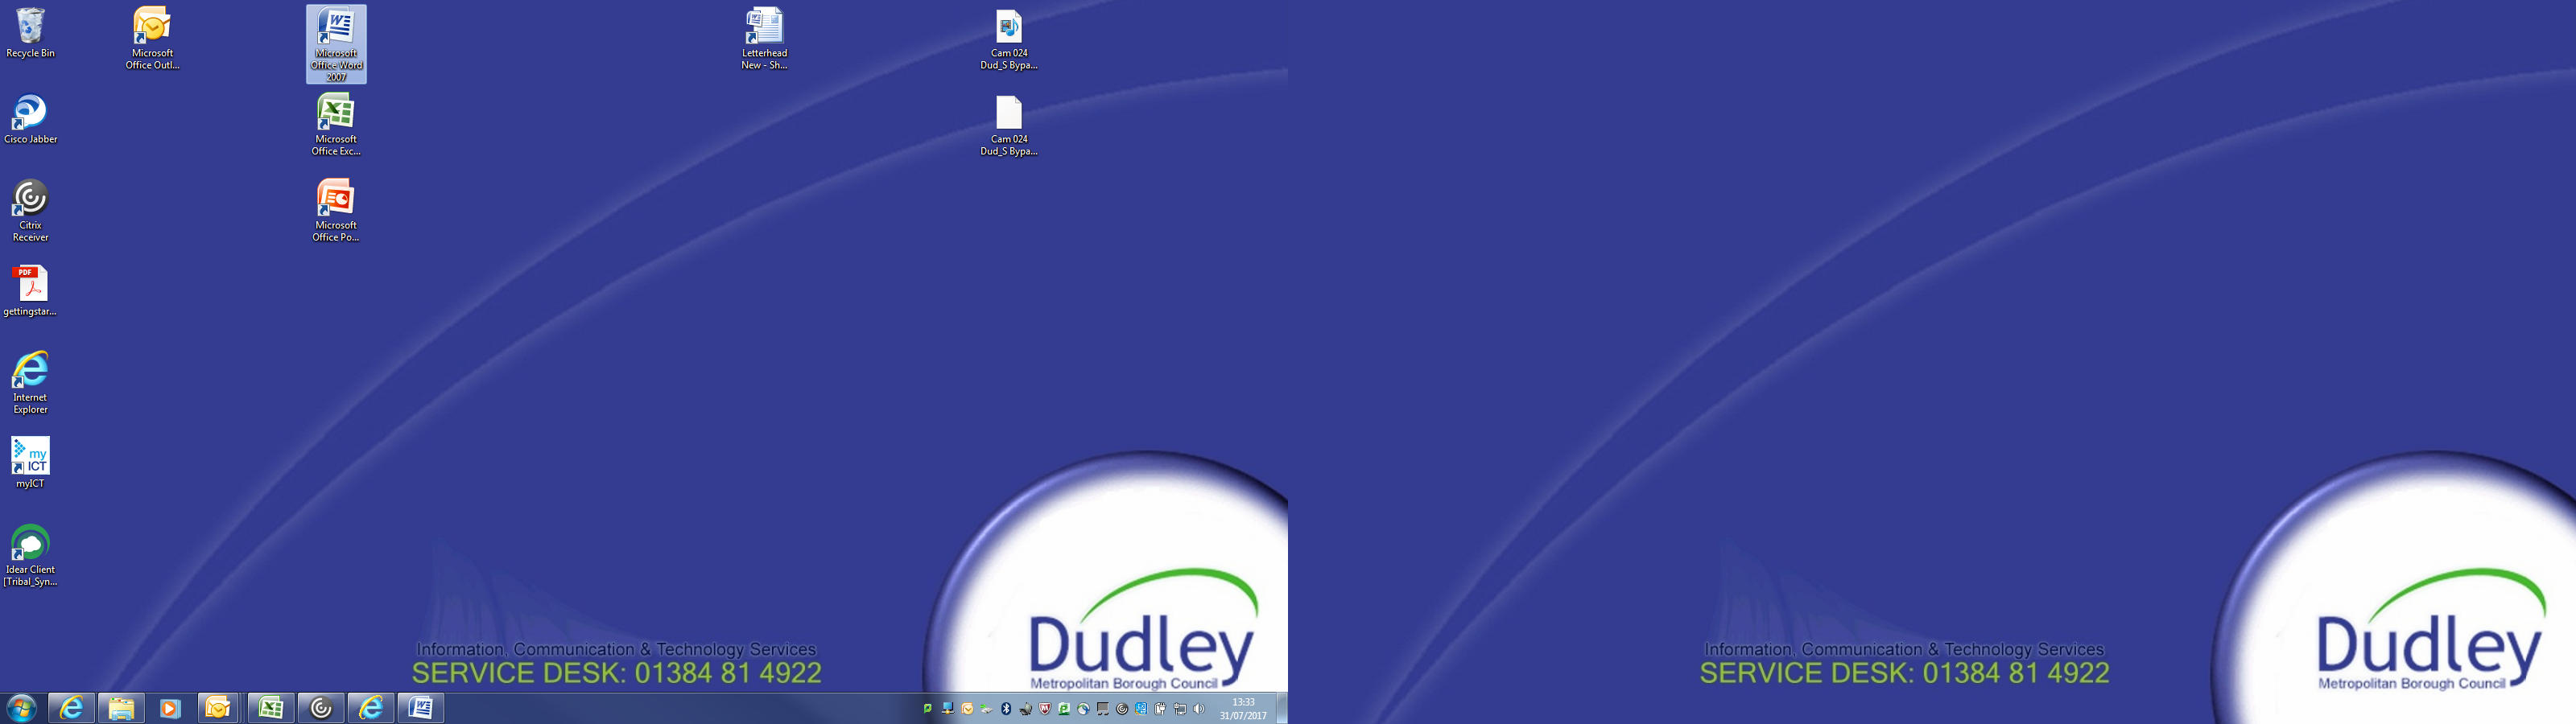 Recycle Bin
Microsoft
Office Outl...
Microsoft
Office Word
2007
Letterhead
New - Sh...
Cam 024
Dud_S Bypa...
Cisco Jabber
Microsoft
Office Exc...
Cam 024
Dud_S Bypa...
Citrix
Receiver
Microsoft
Office Po...
PDF
gettingstar...
Internet
Explorer
my
ICT
myICT
Idear Client
[Tribal_Syn...
Information, Communication & Technology Services
SERVICE DESK: 01384 81 4922
Dudley
Metropolitan Borough Council
13:33
31/07/2017
Information, Communication & Technology Services
SERVICE DESK: 01384 81 4922
Dudley
Metropolitan Borough Council